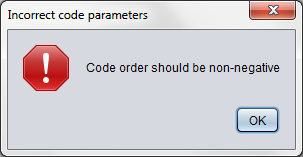 Incorrect code parameters
Code order should be non-negative
OK